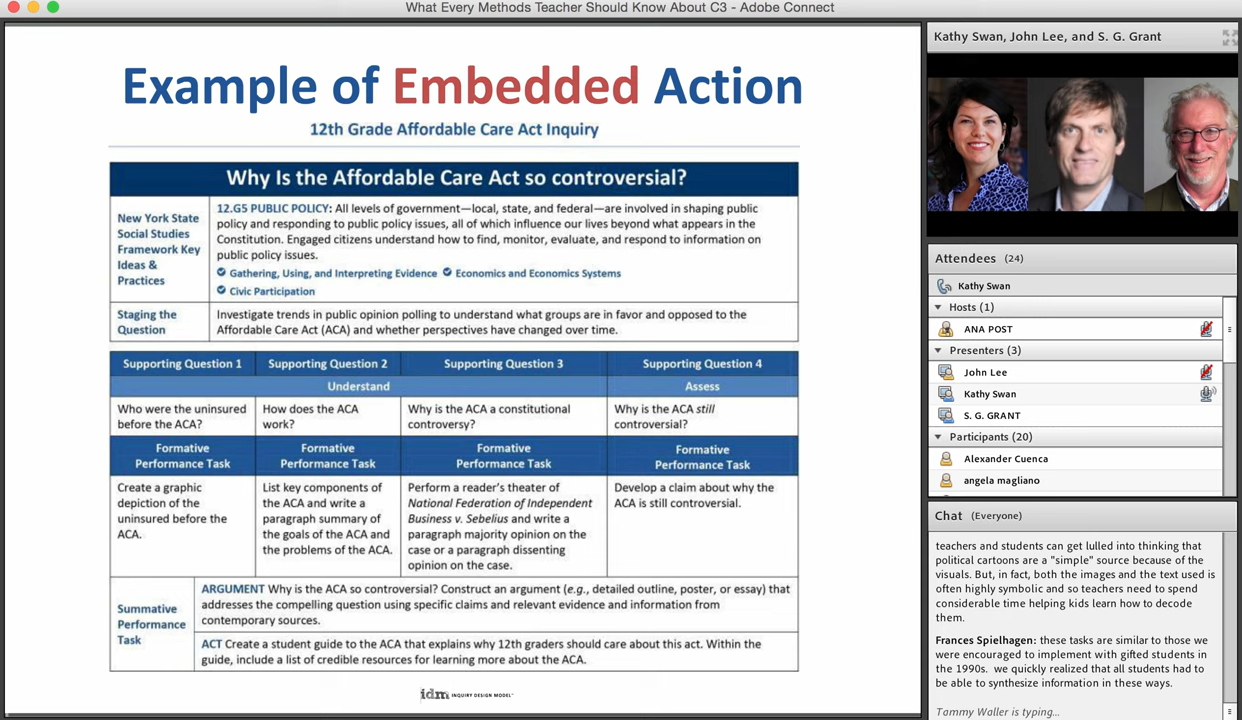 What Every Methods Teacher Should Know About C3 - Adobe Connect
Example of Embedded Action
12th Grade Affordable Care Act Inquiry
Why Is the Affordable Care Act so controversial?
New York State
Social Studies
Framework Key
Ideas &
Practices
12.G5 PUBLIC POLICY: All levels of government—local, state, and federal—are involved in shaping public
policy and responding to public policy issues, all of which influence our lives beyond what appears in the
Constitution. Engaged citizens understand how to find, monitor, evaluate, and respond to information on
public policy issues.
Gathering, Using, and Interpreting Evidence Economics and Economics Systems
Civic Participation
Staging the
Question
Investigate trends in public opinion polling to understand what groups are in favor and opposed to the
Affordable Care Act (ACA) and whether perspectives have changed over time.
Supporting Question 1 Supporting Question 2 Supporting Question 3 Supporting Question 4
Understand Assess
Who were the uninsured
before the ACA?
How does the ACA
work?
Why is the ACA a constitutional
controversy?
Why is the ACA still
controversial?
Formative
Performance Task
Formative
Performance Task
Formative
Performance Task
Formative
Performance Task
Create a graphic
depiction of the
uninsured before the
ACA.
List key components of
the ACA and write a
paragraph summary of
the goals of the ACA and
the problems of the ACA.
Perform a reader's theater of
National Federation of Independent
Business v. Sebelius and write a
paragraph majority opinion on the
case or a paragraph dissenting
opinion on the case.
Develop a claim about why the
ACA is still controversial.
Summative
Performance
Task
ARGUMENT Why is the ACA so controversial? Construct an argument (e.g., detailed outline, poster, or essay) that
addresses the compelling question using specific claims and relevant evidence and information from
contemporary sources.
ACT Create a student guide to the ACA that explains why 12th graders should care about this act. Within the
guide, include a list of credible resources for learning more about the ACA.
idm INQUIRY DESIGN MODEL™
Kathy Swan, John Lee, and S. G. Grant
Attendees (24)
Kathy Swan
Hosts (1)
ANA POST
Presenters (3)
John Lee
Kathy Swan
S. G. GRANT
Participants (20)
Alexander Cuenca
angela magliano
Chat (Everyone)
teachers and students can get lulled into thinking that
political cartoons are a "simple" source because of the
visuals. But, in fact, both the images and the text used is
often highly symbolic and so teachers need to spend
considerable time helping kids learn how to decode
them.
Frances Spielhagen: these tasks are similar to those we
were encouraged to implement with gifted students in
the 1990s. we quickly realized that all students had to
be able to synthesize information in these ways.
Tammy Waller is typing...